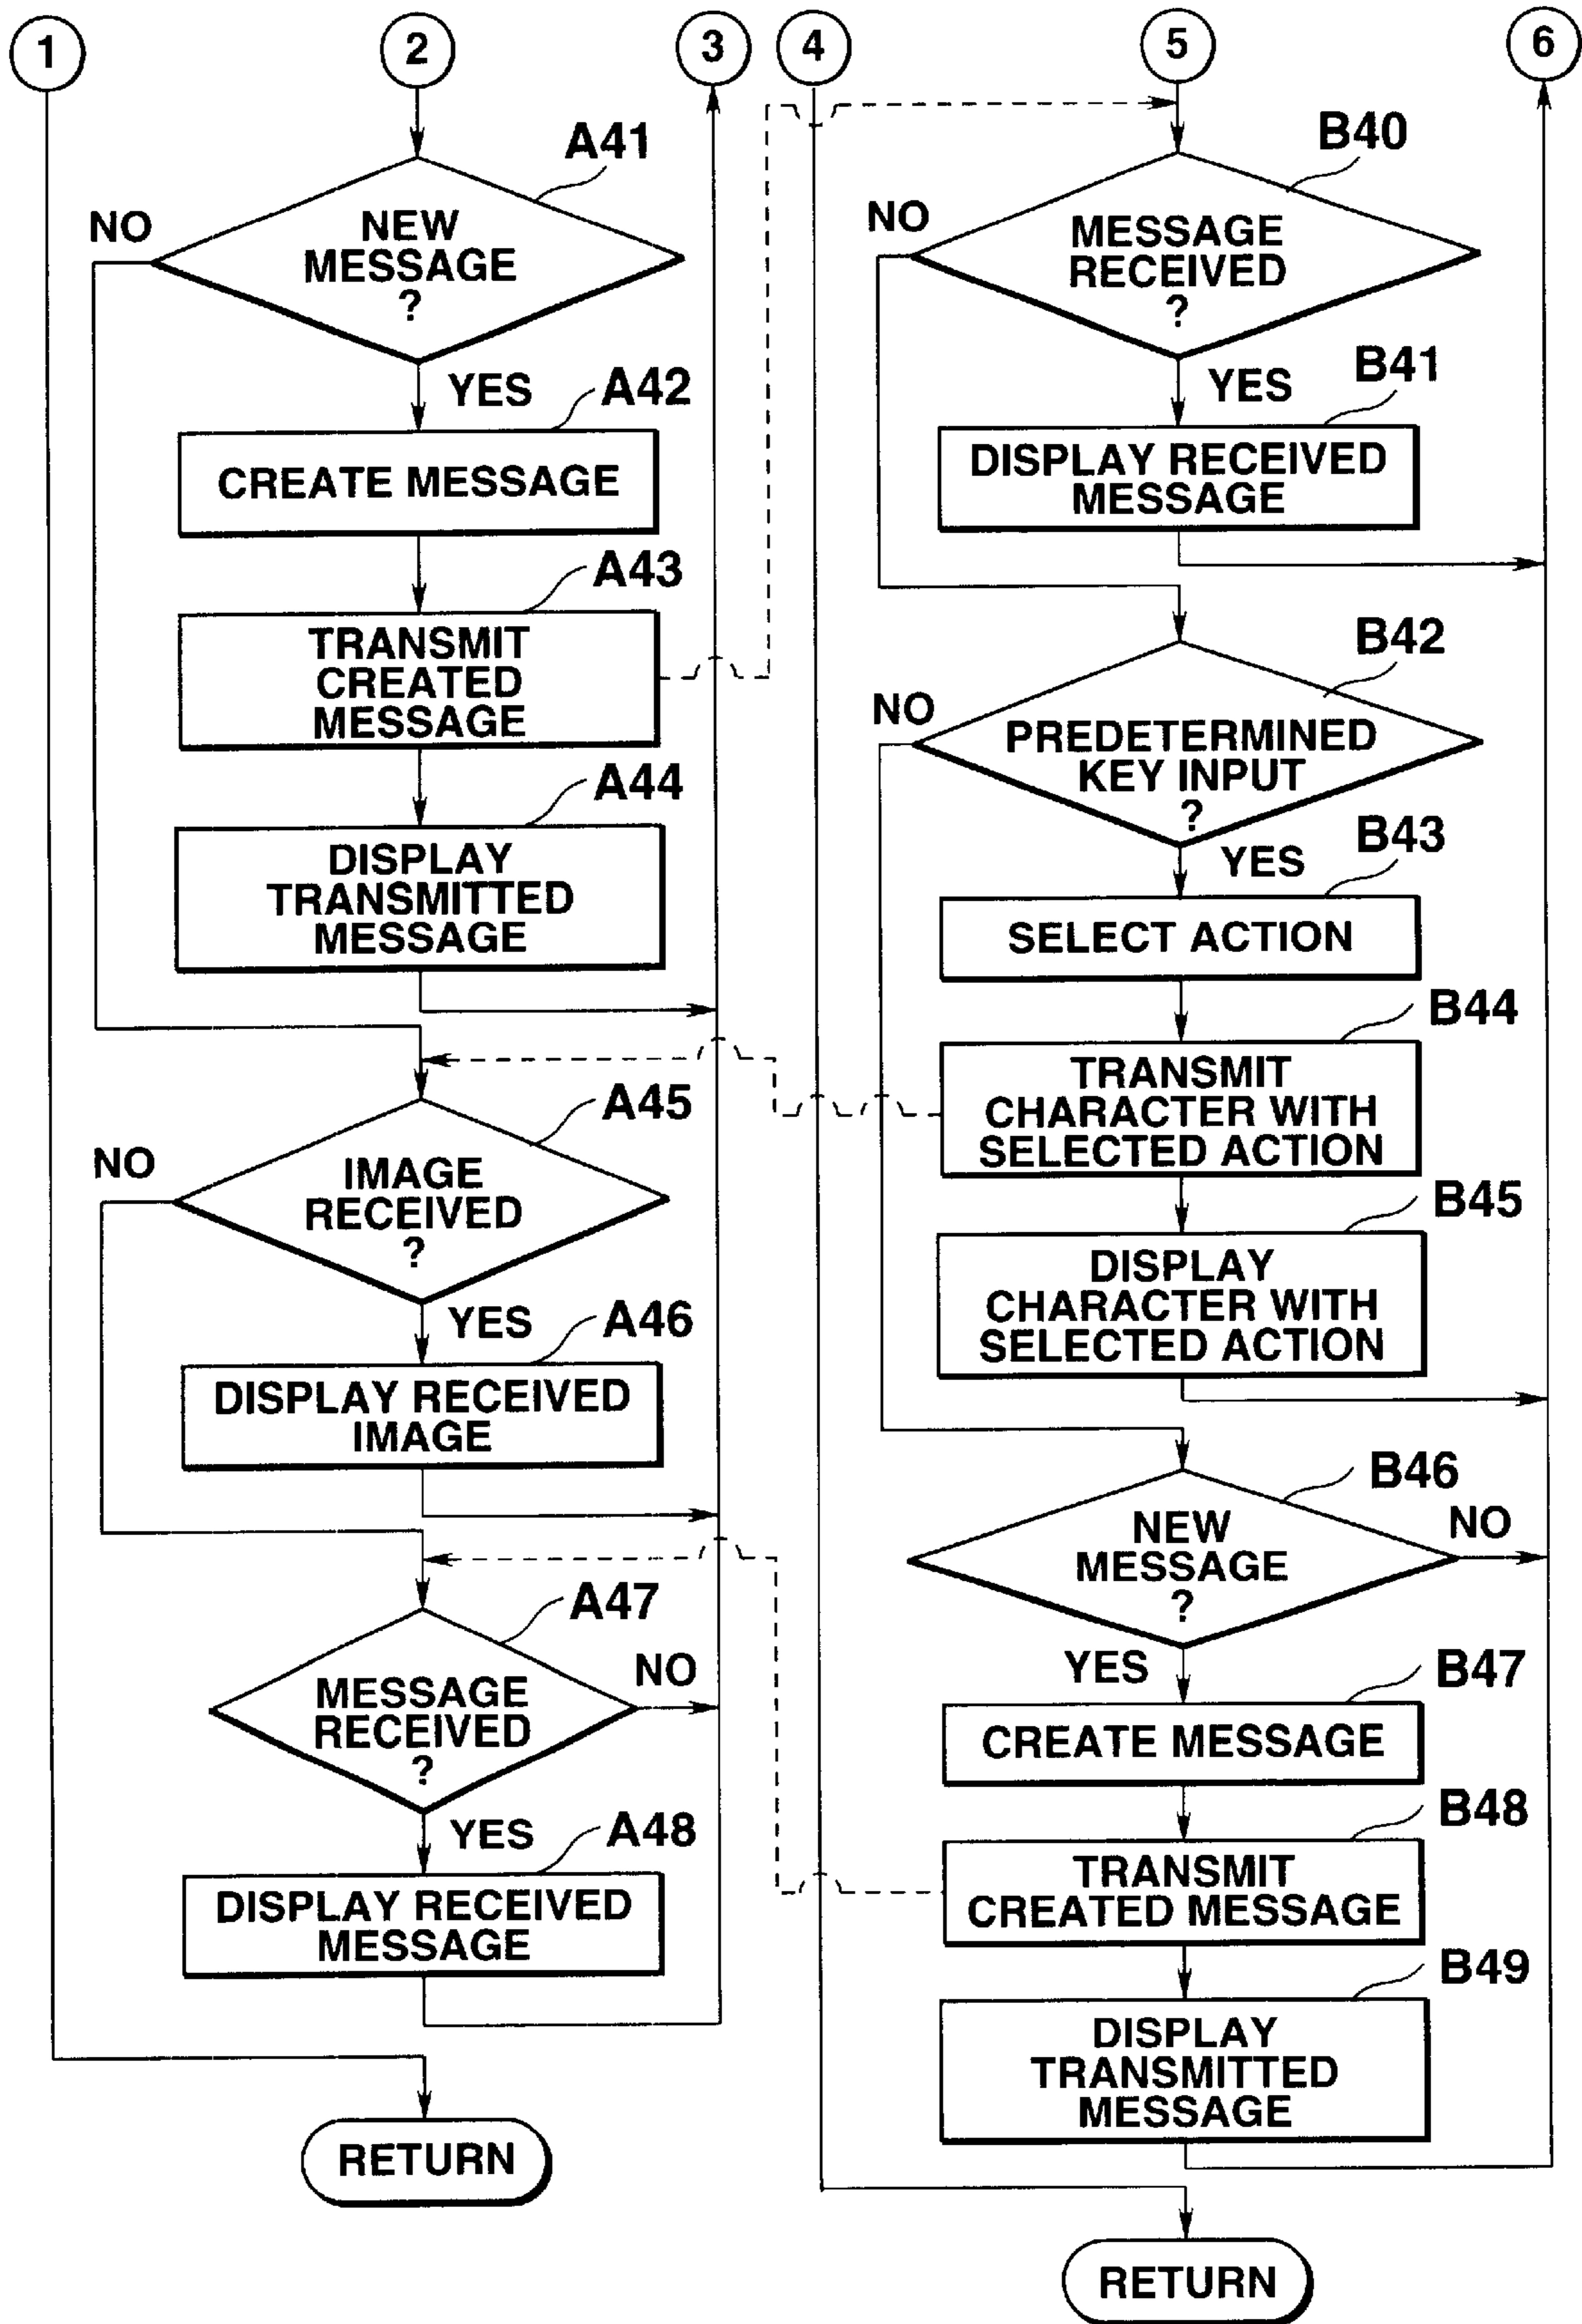 1
2
3
4
5
6
A41
NO
NEW
MESSAGE
?
YES
A42
CREATE MESSAGE
A43
TRANSMIT
CREATED
MESSAGE
A44
DISPLAY
TRANSMITTED
MESSAGE
A45
NO
IMAGE
RECEIVED
?
YES
A46
DISPLAY RECEIVED
IMAGE
A47
NO
MESSAGE
RECEIVED
?
YES
A48
DISPLAY RECEIVED
MESSAGE
RETURN
B40
NO
MESSAGE
RECEIVED
?
YES
B41
DISPLAY RECEIVED
MESSAGE
B42
NO
PREDETERMINED
KEY INPUT
?
YES
B43
SELECT ACTION
B44
TRANSMIT
CHARACTER WITH
SELECTED ACTION
B45
DISPLAY
CHARACTER WITH
SELECTED ACTION
B46
NO
NEW
MESSAGE
?
YES
B47
CREATE MESSAGE
B48
TRANSMIT
CREATED MESSAGE
B49
DISPLAY
TRANSMITTED
MESSAGE
RETURN